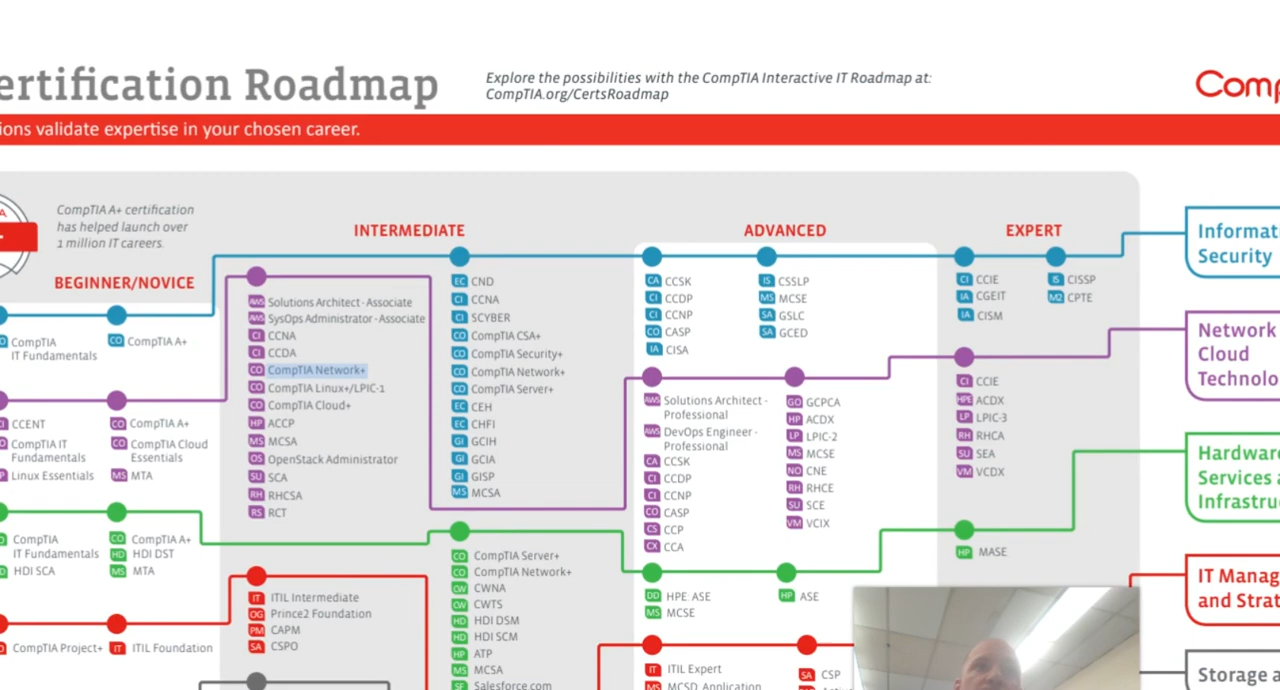 ertification Roadmap
Explore the possibilities with the CompTIA Interactive IT Roadmap at:
CompTIA.org/CertsRoadmap
Comp
ions validate expertise in your chosen career.
A
CompTIA A+ certification
has helped launch over
1 million IT careers.
BEGINNER/NOVICE
INTERMEDIATE
ADVANCED
EXPERT
CompTIA
IT Fundamentals
CO CompTIA A+
EC CND
CI CCNA
CI SCYBER
CO CompTIA CSA+
CO CompTIA Security+
CO CompTIA Network+
CO CompTIA Server+
EC CEH
EC CHFI
GI GCIH
GI GCIA
GI GISP
MS MCSA
CA CCSK
CI CCDP
CI CCNP
CO CASP
IA CISA
IS CSSLP
MS MCSE
SA GSLC
SA GCED
CI CCIE
IA CGEIT
IA CISM
IS CISSP
M2 CPTE
Informat
Security
CCENT
CompTIA IT
Fundamentals
Linux Essentials
CO CompTIA A+
CO CompTIA Cloud
Essentials
MS MTA
AWS Solutions Architect - Associate
AWS SysOps Administrator - Associate
CI CCNA
CI CCDA
CO CompTIA Network+
CO CompTIA Linux+/LPIC-1
CO CompTIA Cloud+
HP ACCP
MS MCSA
OS OpenStack Administrator
SU SCA
RH RHCSA
RS RCT
AWS Solutions Architect -
Professional
AWS DevOps Engineer -
Professional
CA CCSK
CI CCDP
CI CCNP
CO CASP
CS CCP
CX CCA
GO GCPCA
HP ACDX
LP LPIC-2
MS MCSE
NO CNE
RH RHCE
SU SCE
VM VCIX
CI CCIE
HPE ACDX
LP LPIC-3
RH RHCA
SU SEA
VM VCDX
Network
Cloud
Technolo
CompTIA
IT Fundamentals
HDI SCA
CO CompTIA A+
HD HDI DST
MS MTA
CO CompTIA Server+
CO CompTIA Network+
CW CWNA
CW CWTS
HD HDI DSM
HD HDI SCM
HP ATP
MS MCSA
SF Salesforce.com
DD HPE: ASE
MS MCSE
HP ASE
HP MASE
Hardware
Services a
Infrastru
CompTIA Project+
IT ITIL Foundation
IT ITIL Intermediate
OG Prince2 Foundation
PM CAPM
SA CSPO
IT ITIL Expert
MS MCSD Application
SA CSP
IT Manag
and Strat
Storage a